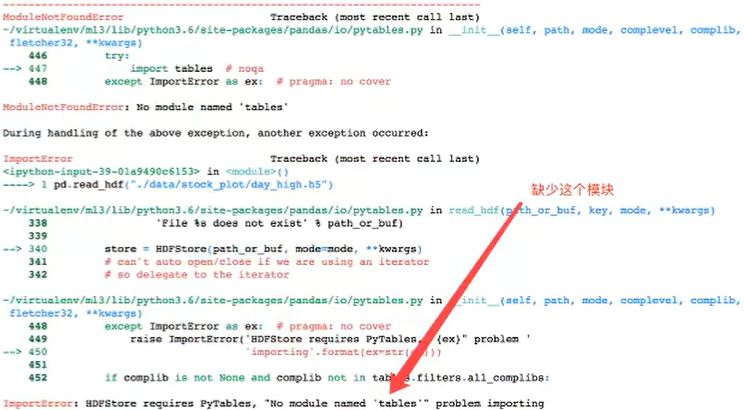 ModuleNotFoundError                       Traceback (most recent call last)
~/virtualenv/ml3/lib/python3.6/site-packages/pandas/io/pytables.py in __init__(self, path, mode, complevel, complib,
fletcher32, **kwargs)
    446         try:
--> 447             import tables  # noqa
    448         except ImportError as ex:  # pragma: no cover
ModuleNotFoundError: No module named 'tables'
During handling of the above exception, another exception occurred:
ImportError                               Traceback (most recent call last)
<ipython-input-39-01a9490c6153> in <module>()
----> 1 pd.read_hdf("./data/stock_plot/day_high.h5")
缺少这个模块
~/virtualenv/ml3/lib/python3.6/site-packages/pandas/io/pytables.py in read_hdf(path_or_buf, key, mode, **kwargs)
    338                 'File %s does not exist' % path_or_buf)
    339
--> 340     store = HDFStore(path_or_buf, mode=mode, **kwargs)
    341     # can't auto open/close if we are using an iterator
    342     # so delegate to the iterator
~/virtualenv/ml3/lib/python3.6/site-packages/pandas/io/pytables.py in __init__(self, path, mode, complevel, complib,
fletcher32, **kwargs)
    448         except ImportError as ex:  # pragma: no cover
    449             raise ImportError('HDFStore requires PyTables, "{ex}" problem '
--> 450                               'importing'.format(ex=str(ex)))
    451
    452         if complib is not None and complib not in tables.filters.all_complibs:
ImportError: HDFStore requires PyTables, "No module named 'tables'" problem importing